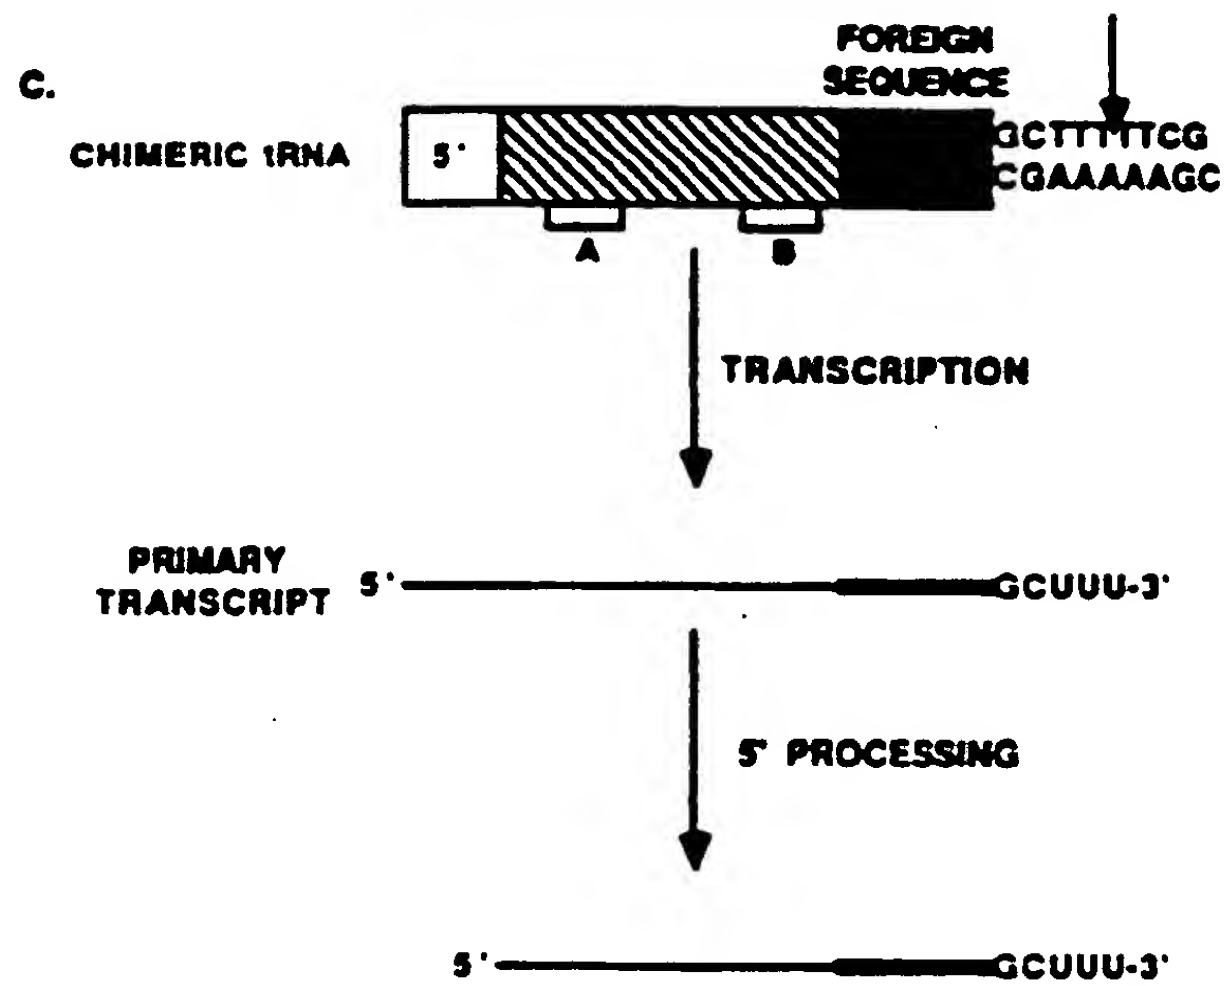 C.
FOREIGN
SEQUENCE
CHIMERIC tRNA
5'
GCTTTTTCG
CGAAAAAGC
A
B
TRANSCRIPTION
PRIMARY
TRANSCRIPT
5'
GCUUU-3'
5' PROCESSING
5'
GCUUU-3'